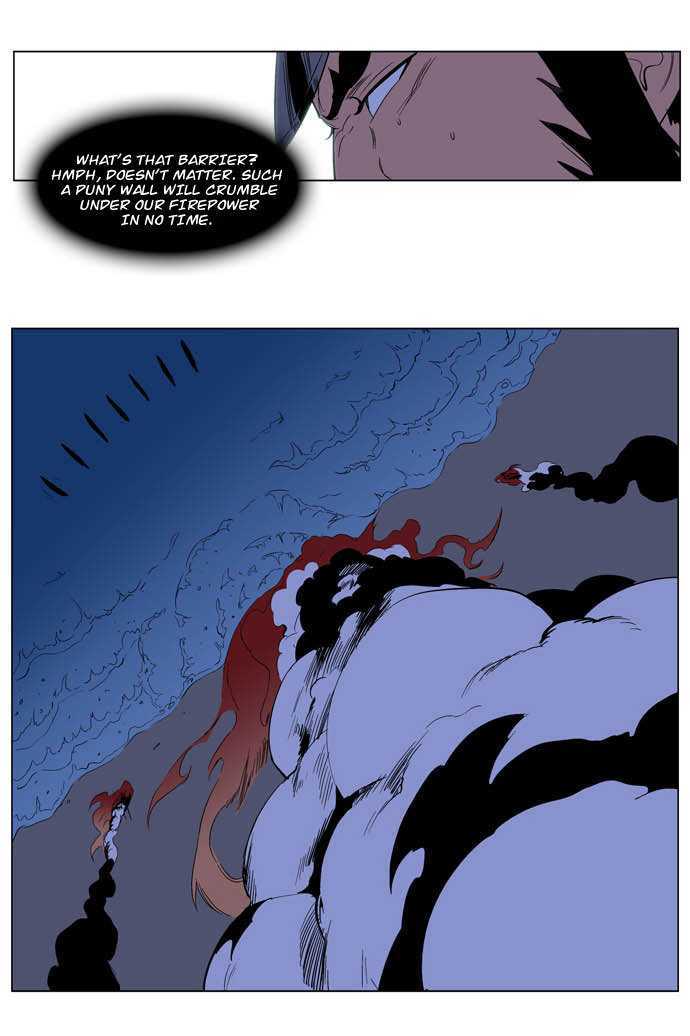 WHAT'S THAT BARRIER?
HMPH, DOESN'T MATTER. SUCH
A PUNY WALL WILL CRUMBLE
UNDER OUR FIREPOWER
IN NO TIME.